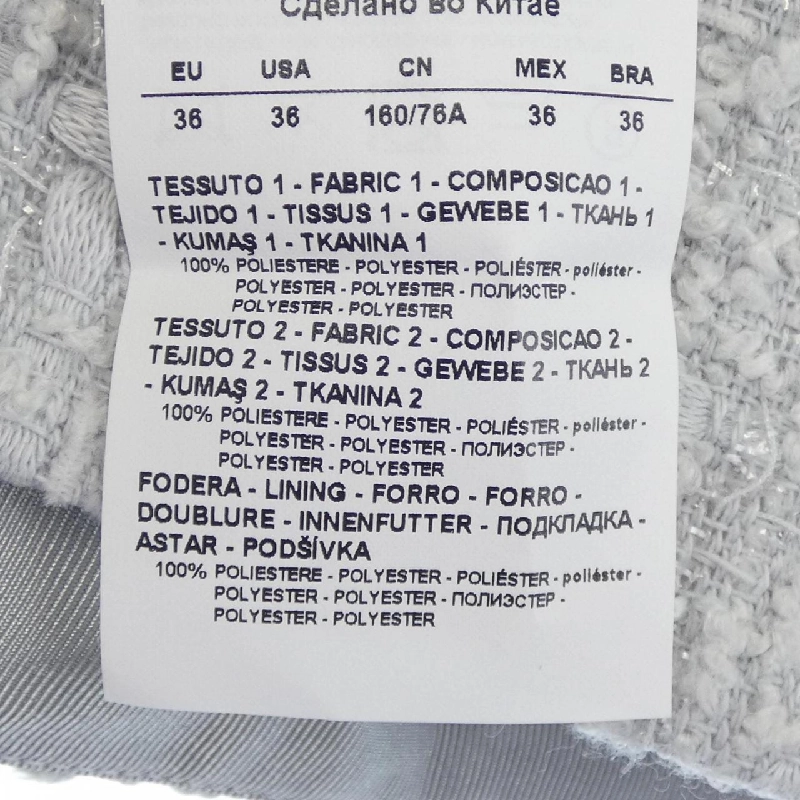 Сделано во Китае
EU USA CN MEX BRA
36 36 160/76A 36 36
TESSUTO 1 - FABRIC 1 - COMPOSICAO 1 -
TEJIDO 1 - TISSUS 1 - GEWEBE 1 - ТКАНЬ 1
- KUMAŞ 1 - TKANINA 1
100% POLIESTERE - POLYESTER - POLIÉSTER - poliéster -
POLYESTER - POLYESTER - ПОЛИЭСТЕР -
POLYESTER - POLYESTER
TESSUTO 2 - FABRIC 2 - COMPOSICAO 2 -
TEJIDO 2 - TISSUS 2 - GEWEBE 2 - ТКАНЬ 2
- KUMAŞ 2 - TKANINA 2
100% POLIESTERE - POLYESTER - POLIÉSTER - poliéster -
POLYESTER - POLYESTER - ПОЛИЭСТЕР -
POLYESTER - POLYESTER
FODERA - LINING - FORRO - FORRO -
DOUBLURE - INNENFUTTER - ПОДКЛАДКА -
ASTAR - PODŠÍVKA
100% POLIESTERE - POLYESTER - POLIÉSTER - poliéster -
POLYESTER - POLYESTER - ПОЛИЭСТЕР -
POLYESTER - POLYESTER